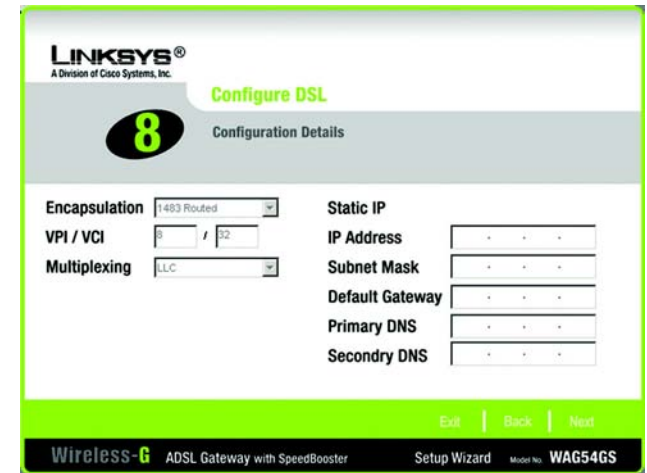 LINKSYS®
A Division of Cisco Systems, Inc.
Configure DSL
8
Configuration Details
Encapsulation 1483 Routed
VPI / VCI 8 / 32
Multiplexing LLC
Static IP
IP Address . . .
Subnet Mask . . .
Default Gateway . . .
Primary DNS . . .
Secondry DNS . . .
Exit | Back | Next
Wireless-G ADSL Gateway with SpeedBooster Setup Wizard Model No. WAG54GS